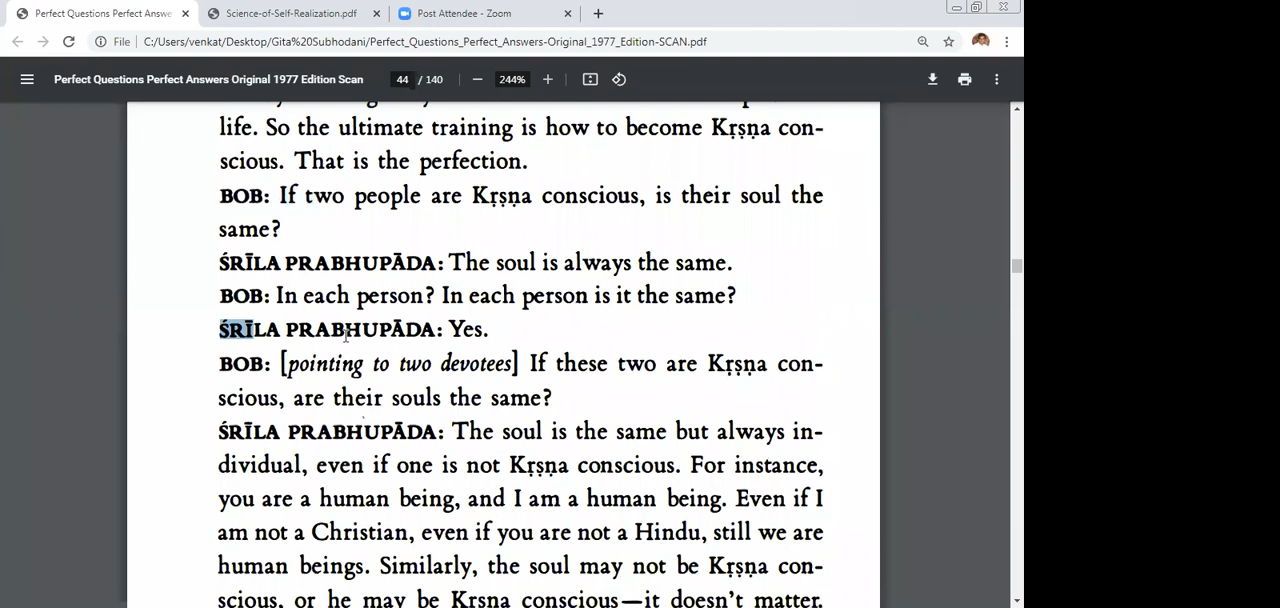 Perfect Questions Perfect Answe
Science-of-Self-Realization.pdf
Post Attendee - Zoom
File
C:/Users/venkat/Desktop/Gita%20Subhodani/Perfect_Questions_Perfect_Answers-Original_1977_Edition-SCAN.pdf
Perfect Questions Perfect Answers Original 1977 Edition Scan
44 / 140
244%
life. So the ultimate training is how to become Kṛṣṇa con-
scious. That is the perfection.
BOB: If two people are Kṛṣṇa conscious, is their soul the
same?
ŚRĪLA PRABHUPĀDA: The soul is always the same.
BOB: In each person? In each person is it the same?
ŚRĪLA PRABHUPĀDA: Yes.
BOB: [pointing to two devotees] If these two are Kṛṣṇa con-
scious, are their souls the same?
ŚRĪLA PRABHUPĀDA: The soul is the same but always in-
dividual, even if one is not Kṛṣṇa conscious. For instance,
you are a human being, and I am a human being. Even if I
am not a Christian, even if you are not a Hindu, still we are
human beings. Similarly, the soul may not be Kṛṣṇa con-
scious, or he may be Kṛṣṇa conscious—it doesn't matter.